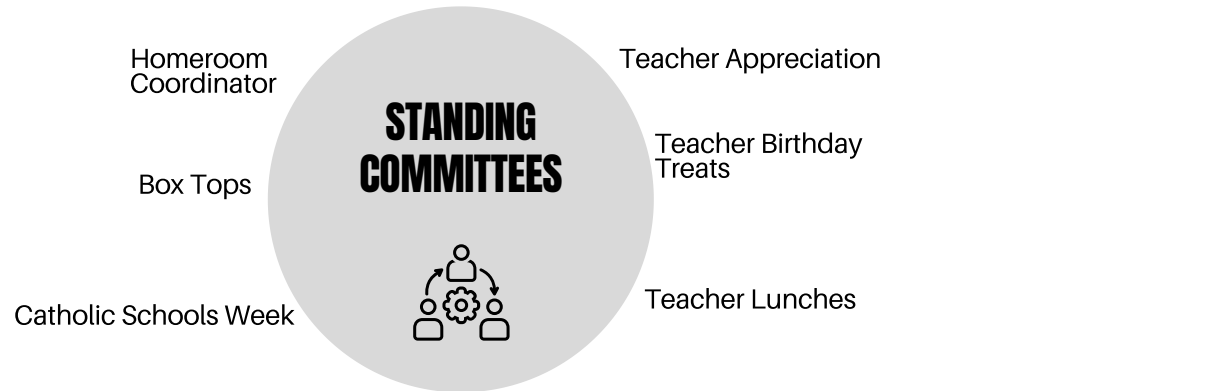 Homeroom
Coordinator
Box Tops
Catholic Schools Week
STANDING
COMMITTEES
Teacher Appreciation
Teacher Birthday
Treats
Teacher Lunches